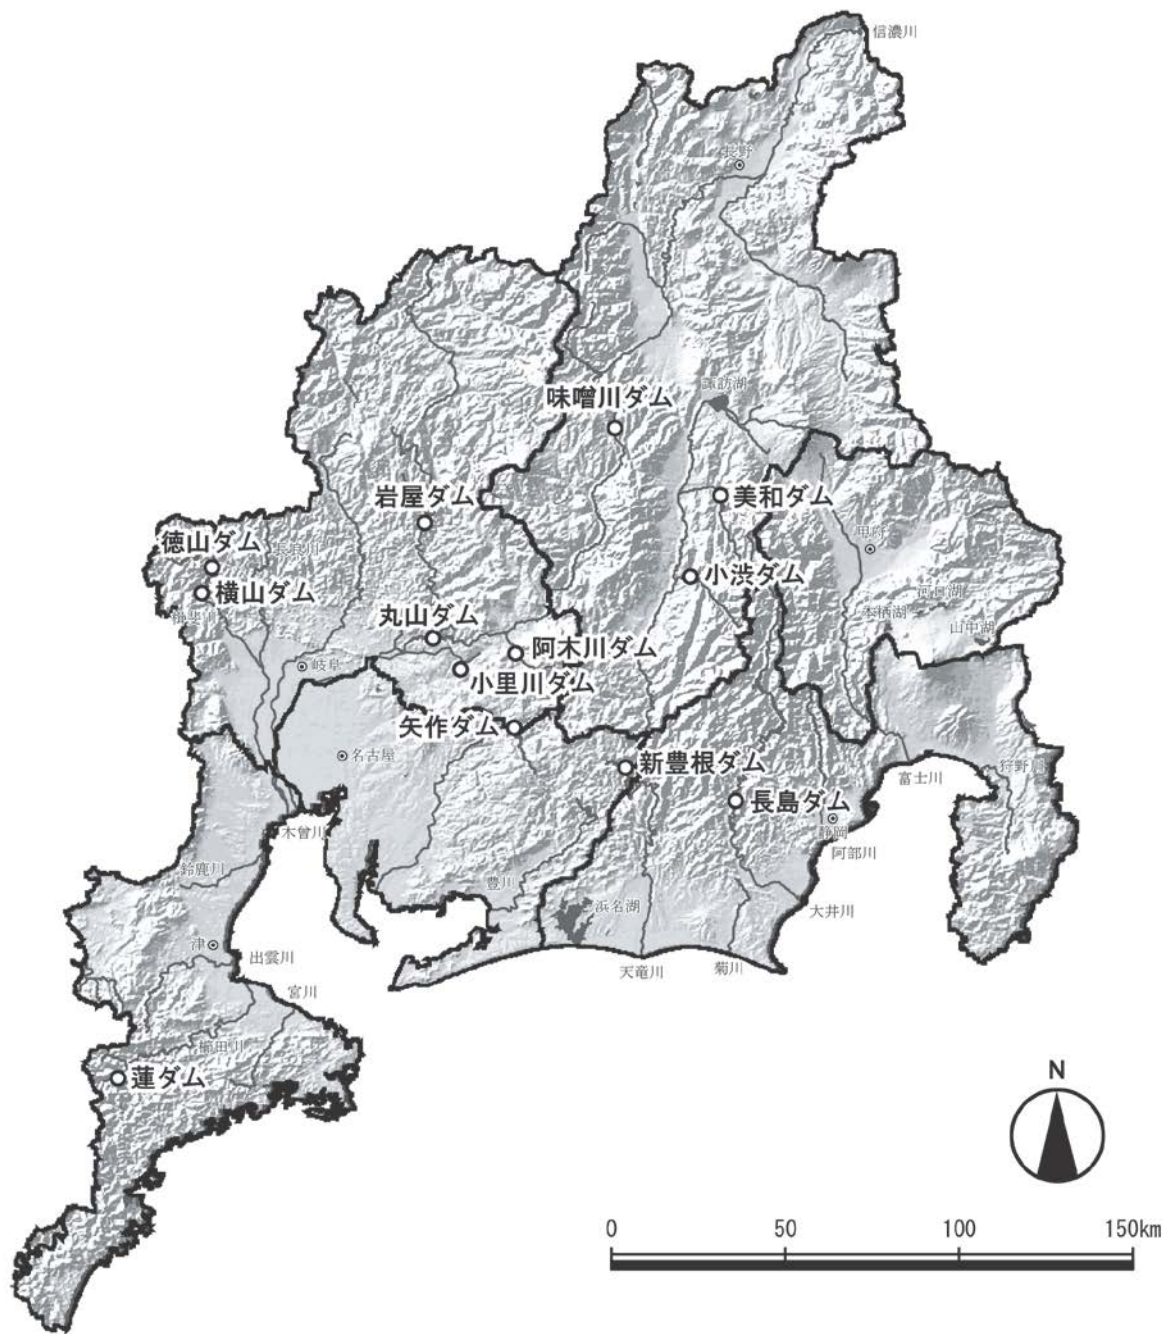 信濃川
長野
諏訪湖
味噌川ダム
美和ダム
岩屋ダム
甲府
徳山ダム
長良川
小渋ダム
横山ダム
河口湖
本栖湖
揖斐川
山中湖
丸山ダム
阿木川ダム
岐阜
小里川ダム
矢作ダム
名古屋
新豊根ダム
狩野川
富士川
長島ダム
静岡
木曾川
阿部川
鈴鹿川
豊川
浜名湖
大井川
津
出雲川
天竜川
菊川
宮川
櫛田川
蓮ダム
N
0 50 100 150km